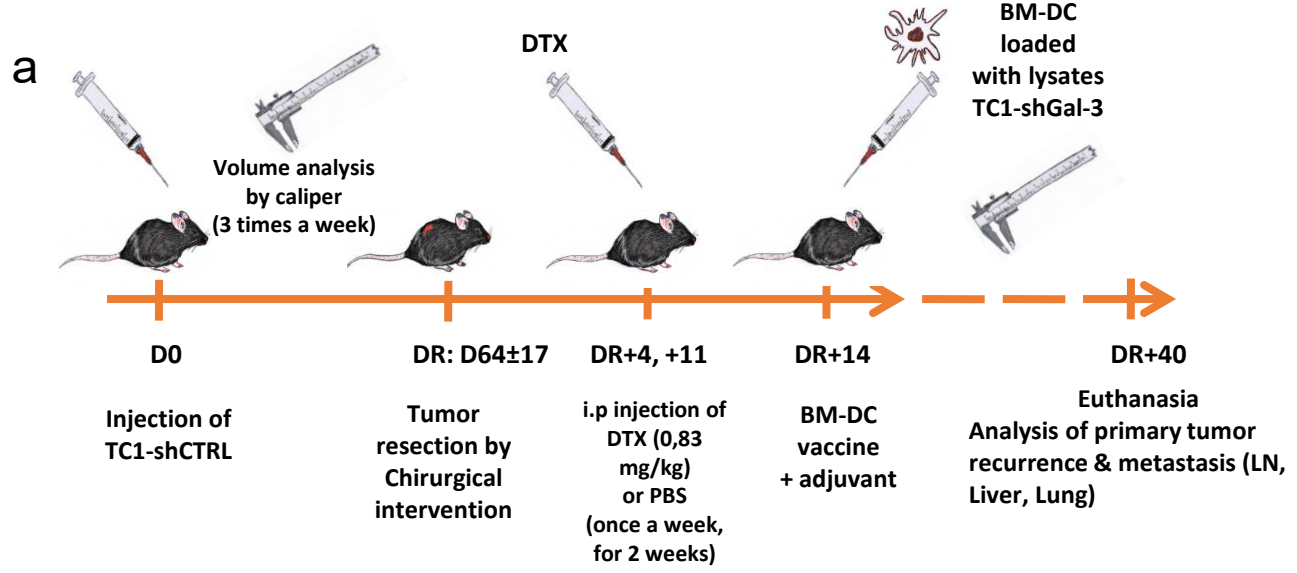 a
DTX
BM-DC
loaded
with lysates
TC1-shGal-3
Volume analysis
by caliper
(3 times a week)
D0
Injection of
TC1-shCTRL
DR: D64±17
Tumor
resection by
Chirurgical
intervention
DR+4, +11
i.p injection of
DTX (0,83
mg/kg)
or PBS
(once a week,
for 2 weeks)
DR+14
BM-DC
vaccine
+ adjuvant
DR+40
Euthanasia
Analysis of primary tumor
recurrence & metastasis (LN,
Liver, Lung)